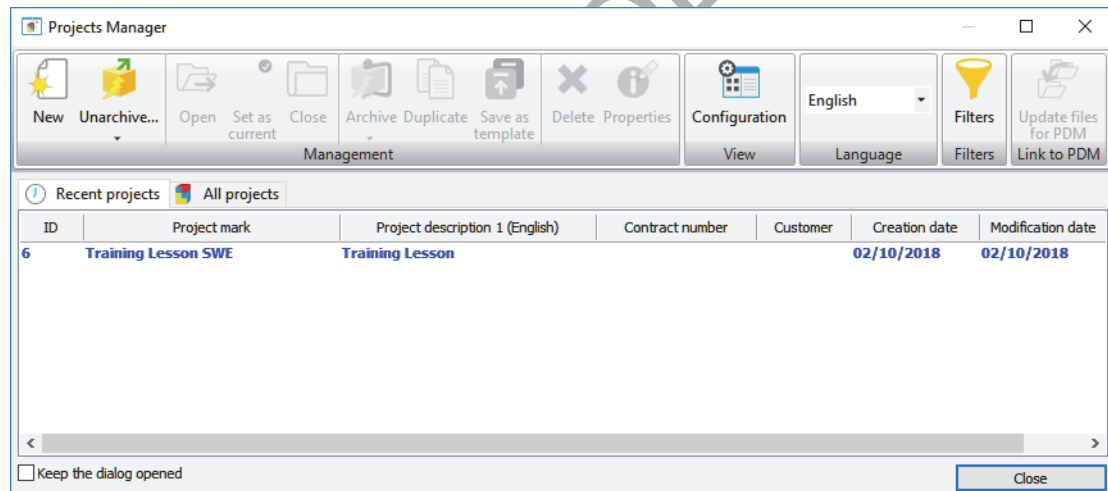 Projects Manager
New Unarchive... Open Set as current Close Archive Duplicate Save as template Delete Properties Configuration English Filters Update files for PDM
Management View Language Filters Link to PDM
Recent projects All projects
ID Project mark Project description 1 (English) Contract number Customer Creation date Modification date
6 Training Lesson SWE Training Lesson 02/10/2018 02/10/2018
Keep the dialog opened Close